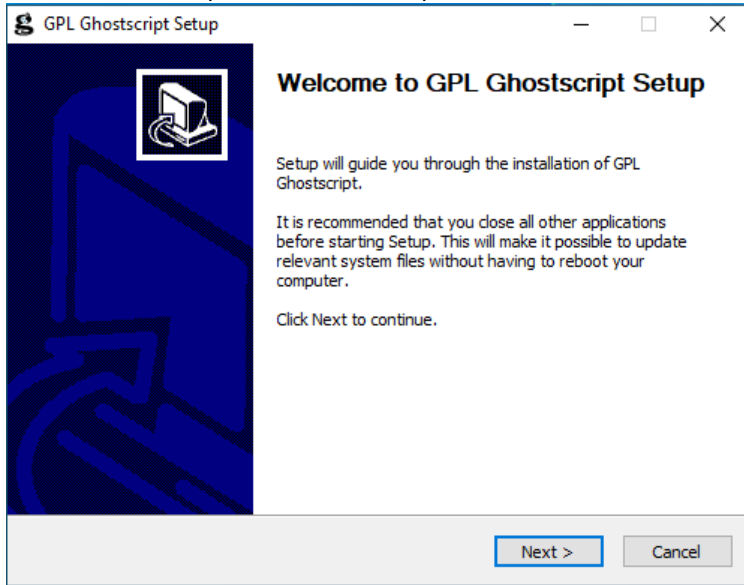 GPL Ghostscript Setup
Welcome to GPL Ghostscript Setup
Setup will guide you through the installation of GPL
Ghostscript.
It is recommended that you close all other applications
before starting Setup. This will make it possible to update
relevant system files without having to reboot your
computer.
Click Next to continue.
Next >
Cancel